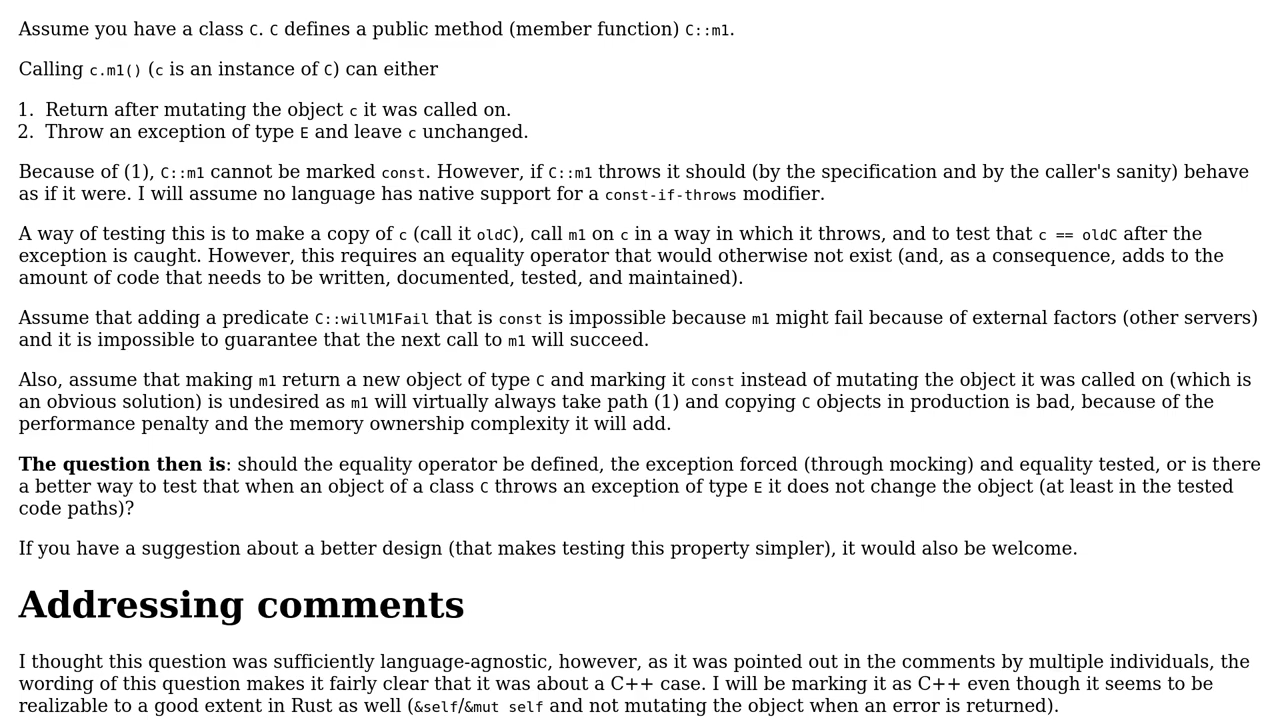 Assume you have a class C. C defines a public method (member function) C::m1.
Calling c.m1() (c is an instance of C) can either
1. Return after mutating the object c it was called on.
2. Throw an exception of type E and leave c unchanged.
Because of (1), C::m1 cannot be marked const. However, if C::m1 throws it should (by the specification and by the caller's sanity) behave
as if it were. I will assume no language has native support for a const-if-throws modifier.
A way of testing this is to make a copy of c (call it oldC), call m1 on c in a way in which it throws, and to test that c == oldC after the
exception is caught. However, this requires an equality operator that would otherwise not exist (and, as a consequence, adds to the
amount of code that needs to be written, documented, tested, and maintained).
Assume that adding a predicate C::willM1Fail that is const is impossible because m1 might fail because of external factors (other servers)
and it is impossible to guarantee that the next call to m1 will succeed.
Also, assume that making m1 return a new object of type C and marking it const instead of mutating the object it was called on (which is
an obvious solution) is undesired as m1 will virtually always take path (1) and copying C objects in production is bad, because of the
performance penalty and the memory ownership complexity it will add.
The question then is: should the equality operator be defined, the exception forced (through mocking) and equality tested, or is there
a better way to test that when an object of a class C throws an exception of type E it does not change the object (at least in the tested
code paths)?
If you have a suggestion about a better design (that makes testing this property simpler), it would also be welcome.
Addressing comments
I thought this question was sufficiently language-agnostic, however, as it was pointed out in the comments by multiple individuals, the
wording of this question makes it fairly clear that it was about a C++ case. I will be marking it as C++ even though it seems to be
realizable to a good extent in Rust as well (&self/&mut self and not mutating the object when an error is returned).